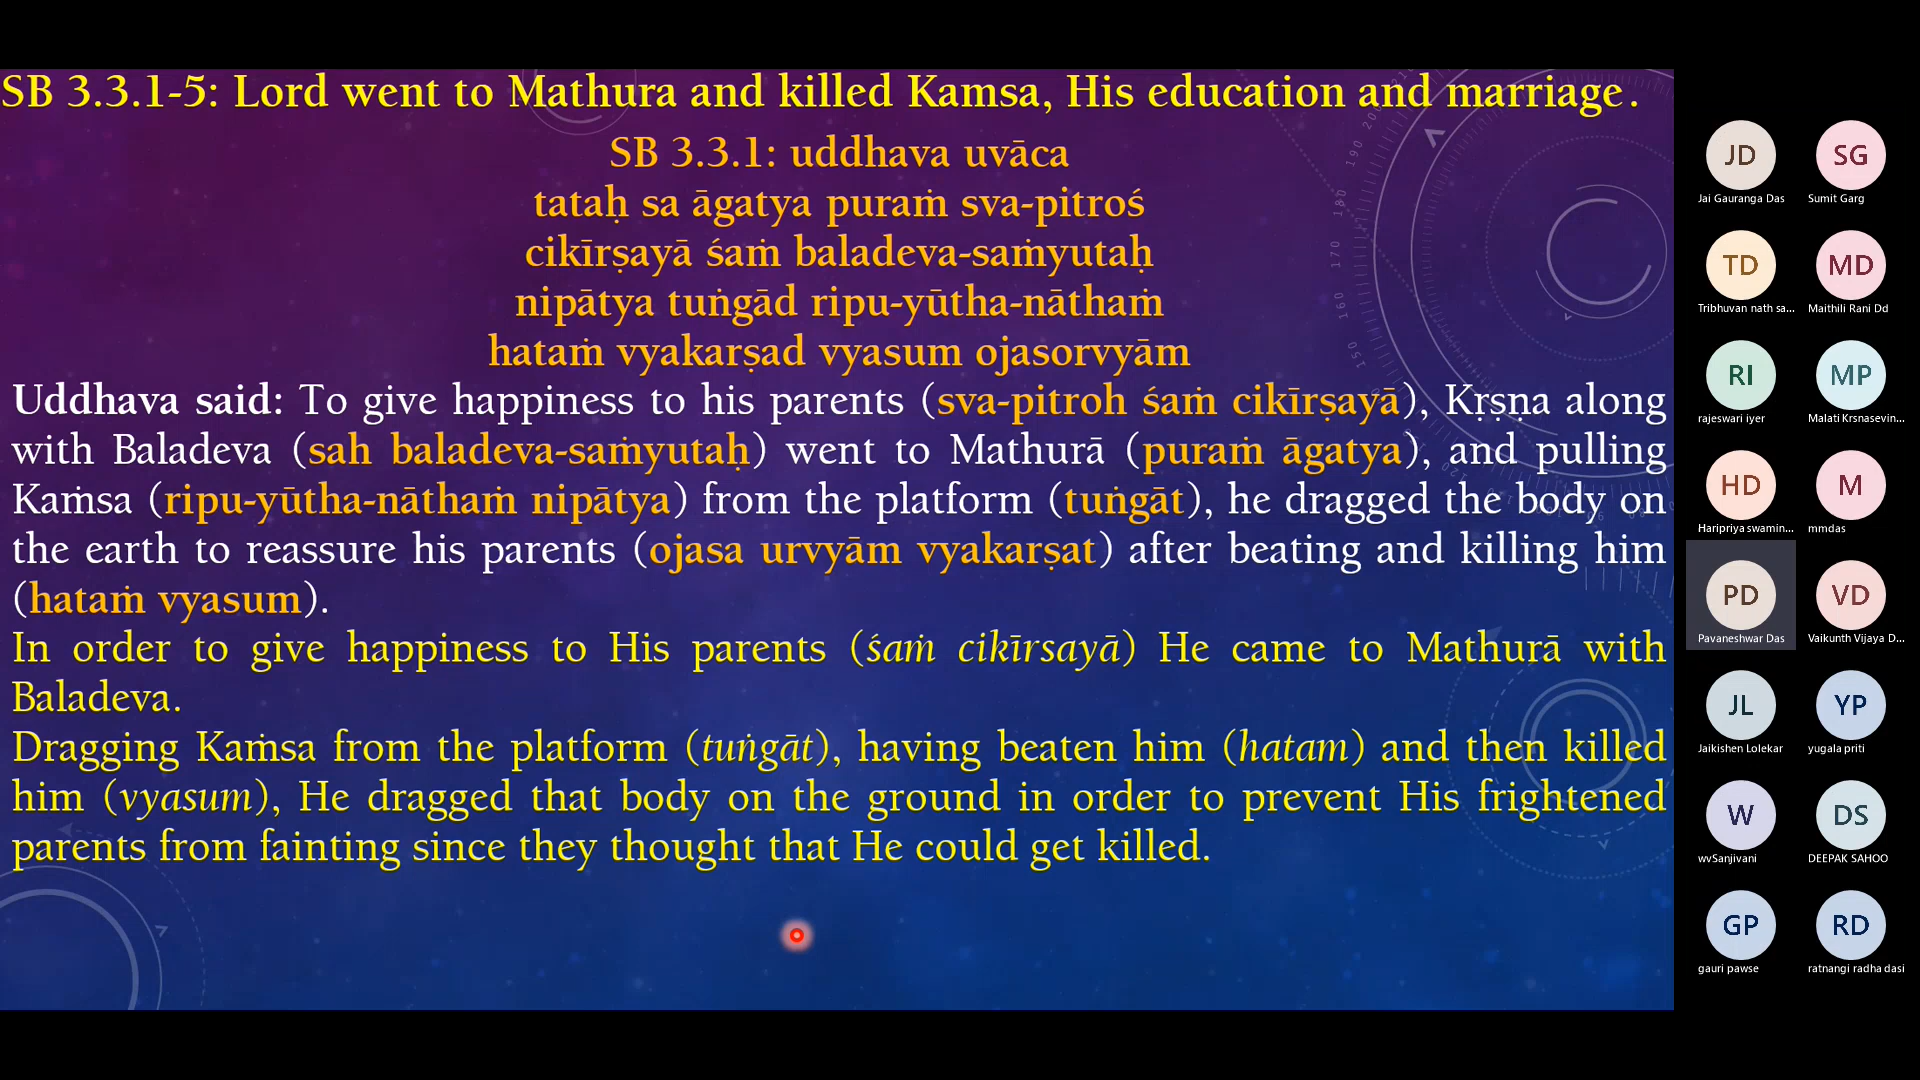 SB 3.3.1-5: Lord went to Mathura and killed Kamsa, His education and marriage.
SB 3.3.1: uddhava uvāca
tataḥ sa āgatya puraṁ sva-pitroś
cikīrṣayā śaṁ baladeva-saṁyutaḥ
nipātya tuṅgād ripu-yūtha-nāthaṁ
hataṁ vyakarṣad vyasum ojasorvyām
Uddhava said: To give happiness to his parents (sva-pitroh śaṁ cikīrṣayā), Kṛṣṇa along
with Baladeva (sah baladeva-saṁyutaḥ) went to Mathurā (puraṁ āgatya), and pulling
Kaṁsa (ripu-yūtha-nāthaṁ nipātya) from the platform (tuṅgāt), he dragged the body on
the earth to reassure his parents (ojasa urvyām vyakarṣat) after beating and killing him
(hataṁ vyasum).
In order to give happiness to His parents (śaṁ cikīrsayā) He came to Mathurā with
Baladeva.
Dragging Kaṁsa from the platform (tuṅgāt), having beaten him (hatam) and then killed
him (vyasum), He dragged that body on the ground in order to prevent His frightened
parents from fainting since they thought that He could get killed.
JD
SG
Jai Gauranga Das
Sumit Garg
TD
MD
Tribhuvan nath sa...
Maithili Rani Dd
RI
MP
rajeswari iyer
Malati Krsnasevin...
HD
M
Haripriya swamin...
mmdas
PD
VD
Pavaneshwar Das
Vaikunth Vijaya D...
JL
YP
Jaikishen Lolekar
yugala priti
W
DS
wvSanjivani
DEEPAK SAHOO
GP
RD
gauri pawse
ratnangi radha dasi